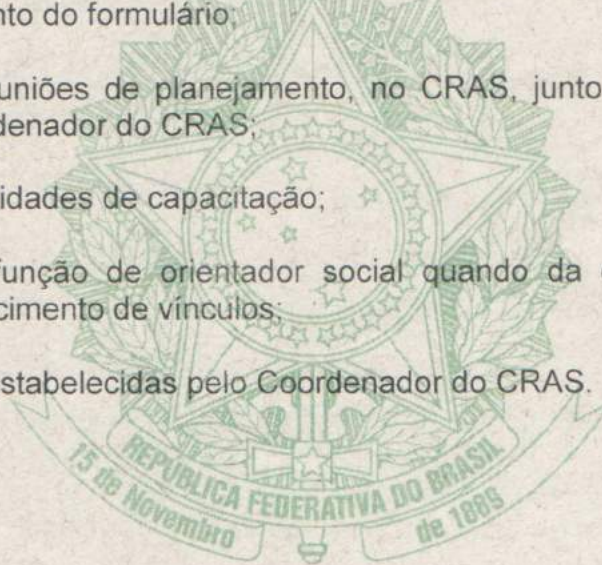 nto do formulário;
uniões de planejamento, no CRAS, junto
denador do CRAS;
idades de capacitação;
função de orientador social quando da
cimento de vínculos;
stabelecidas pelo Coordenador do CRAS.
REPUBLICA FEDERATIVA DO BRASIL
15 de Novembro de 1889